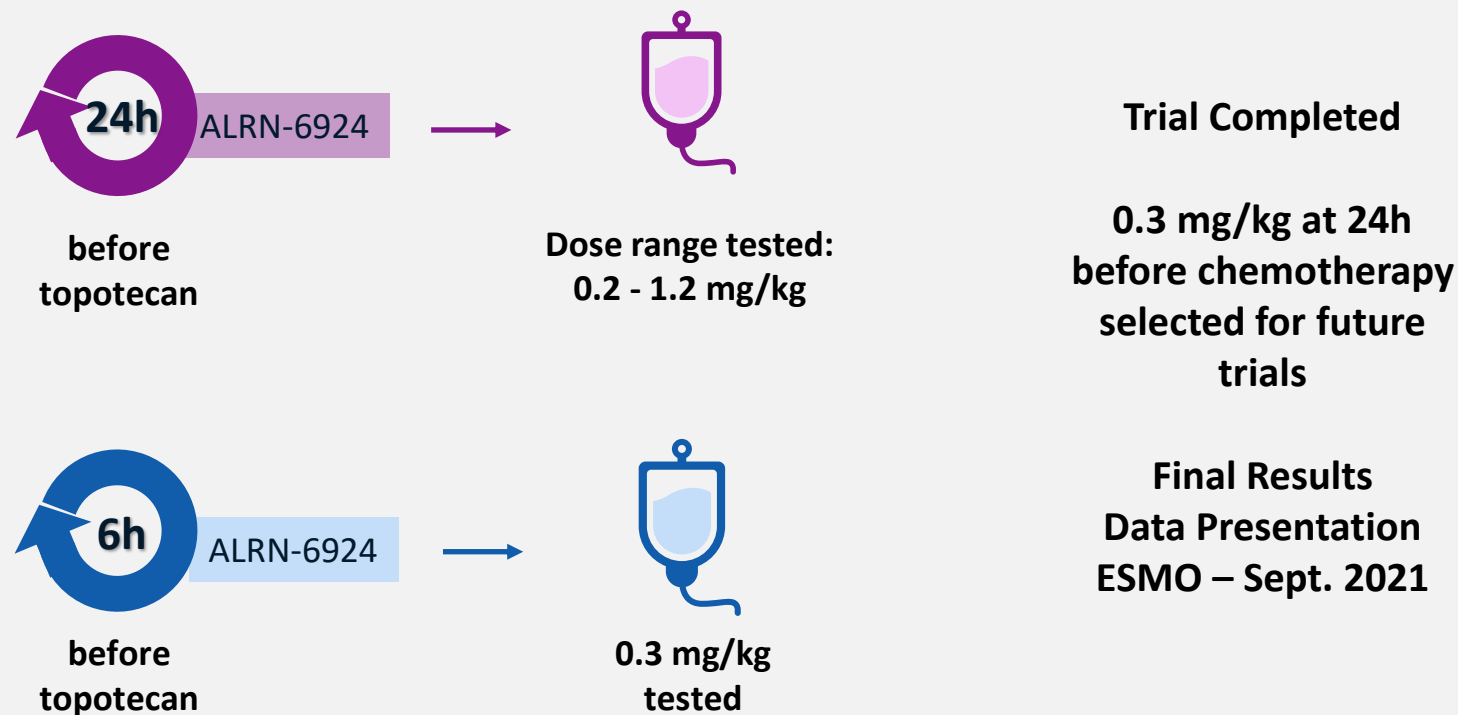 24h
ALRN-6924
before
topotecan
Dose range tested:
0.2 - 1.2 mg/kg
6h
ALRN-6924
before
topotecan
0.3 mg/kg
tested
Trial Completed
0.3 mg/kg at 24h
before chemotherapy
selected for future
trials
Final Results
Data Presentation
ESMO – Sept. 2021